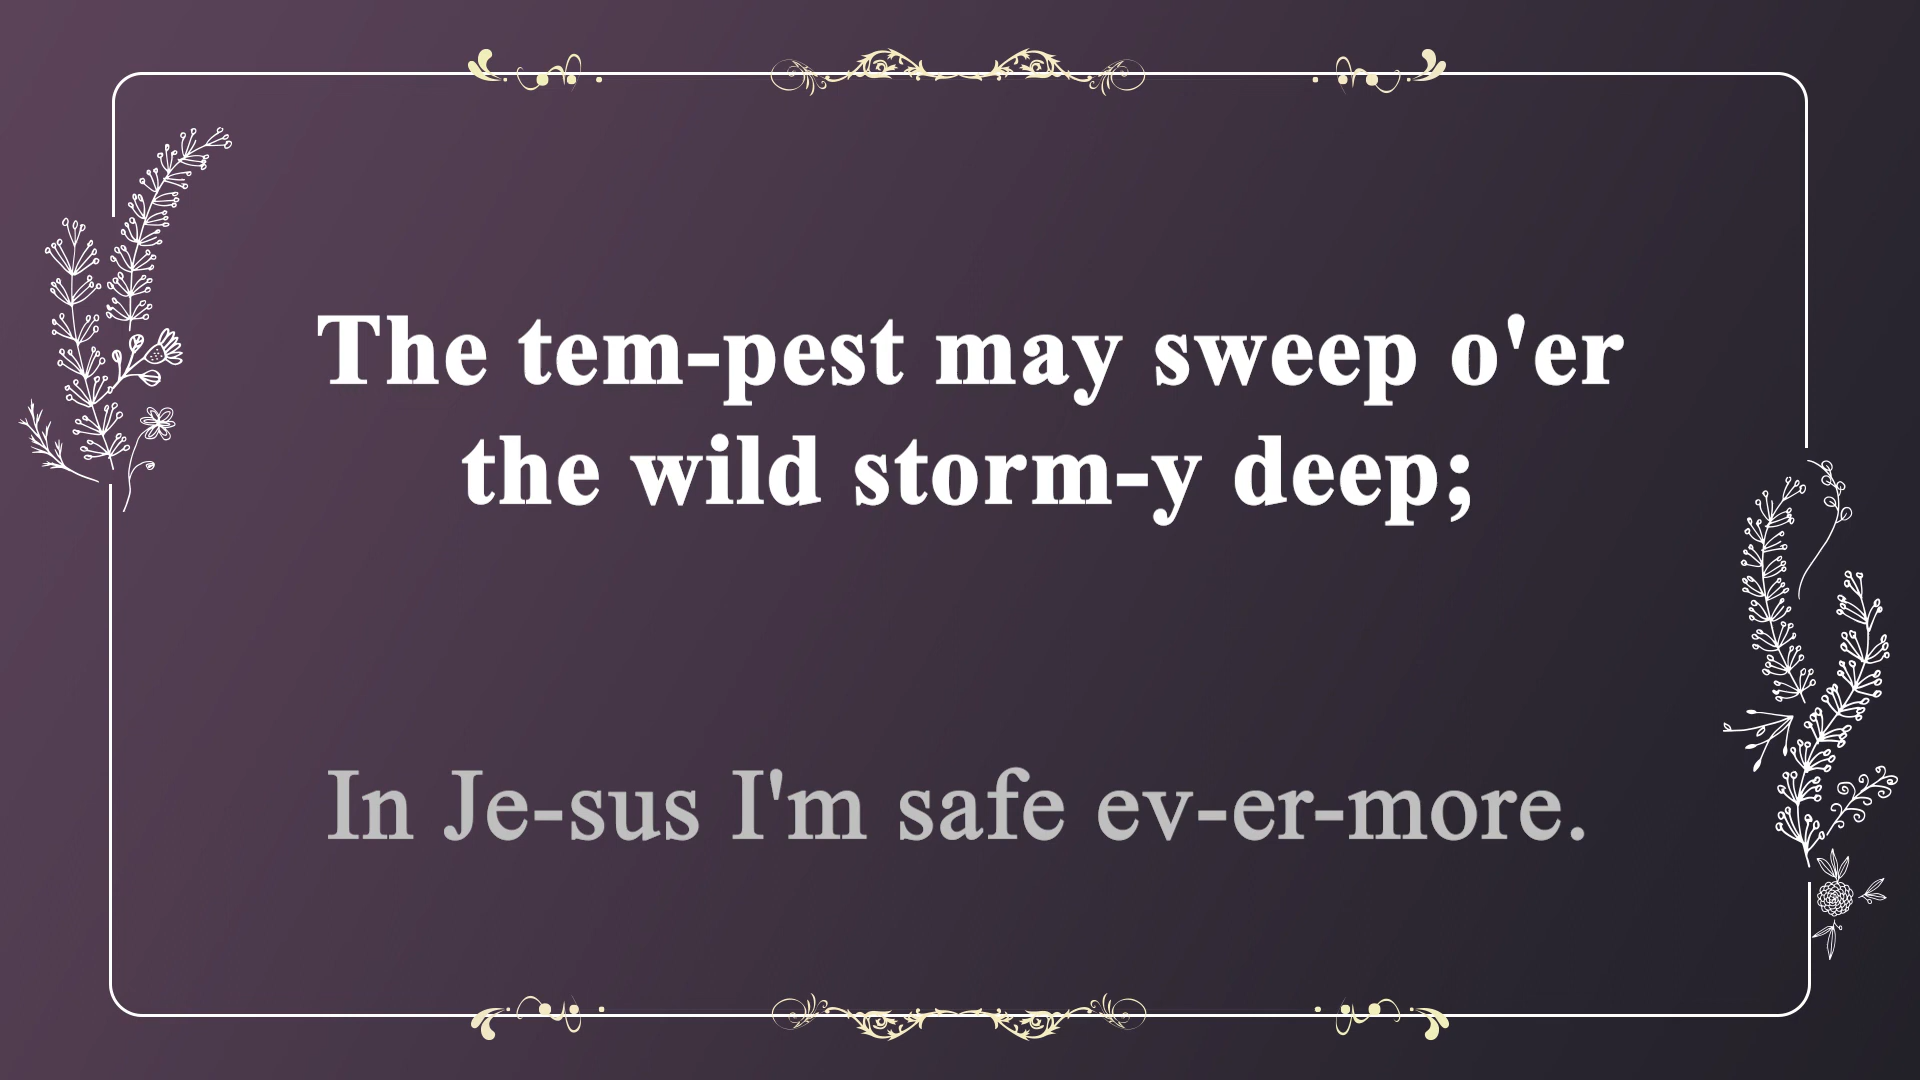 The tem-pest may sweep o'er
the wild storm-y deep;
In Je-sus I'm safe ev-er-more.